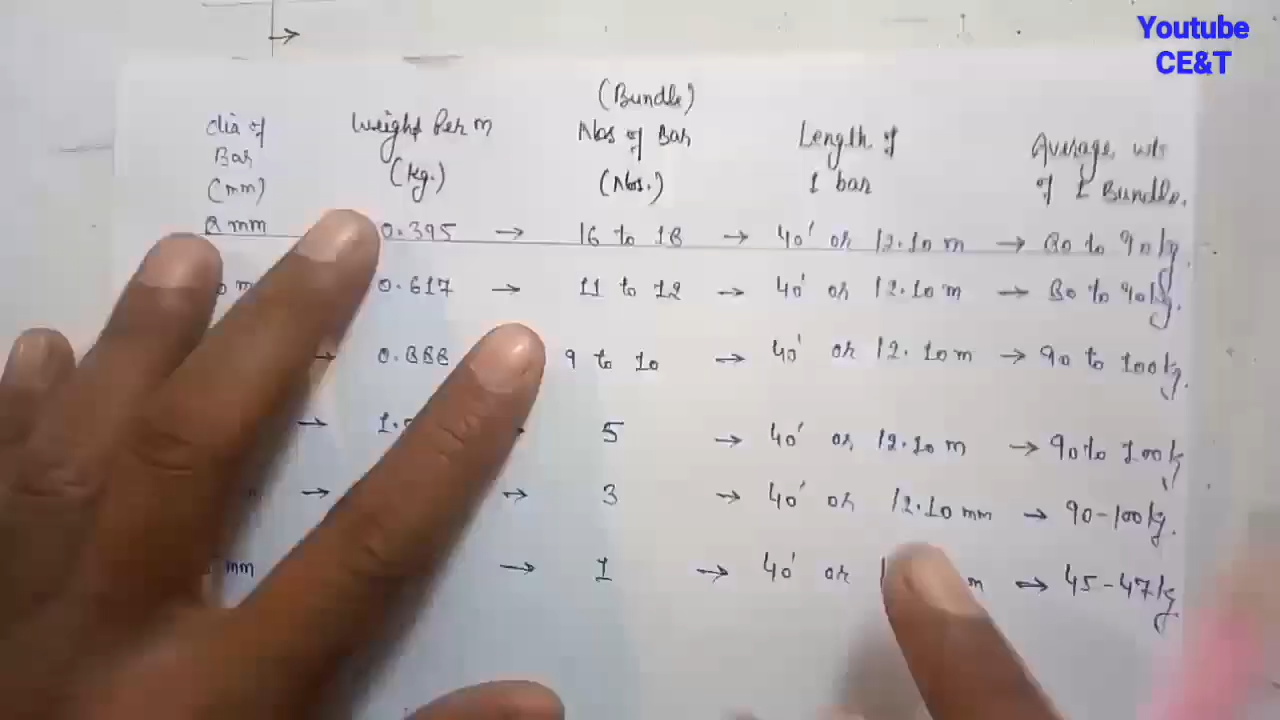 Youtube
CE&T
(Bundle)
dia of Weight Per m Nos of Bar Length of Average wt.
Bar (kg.) (Nos.) 1 bar of 1 Bundle.
(mm)
8 mm 0.395 → 16 to 18 → 40' or 12.10 m → 80 to 90 kg.
0.617 → 11 to 12 → 40' or 12.10 m → 80 to 90 kg.
→ 0.888 9 to 10 → 40' or 12.10 m → 90 to 100 kg.
→ 5 → 40' or 12.10 m → 90 to 100 kg
→ → 3 → 40' or 12.10 mm → 90-100 kg.
mm → 1 → 40' or m → 45-47 kg